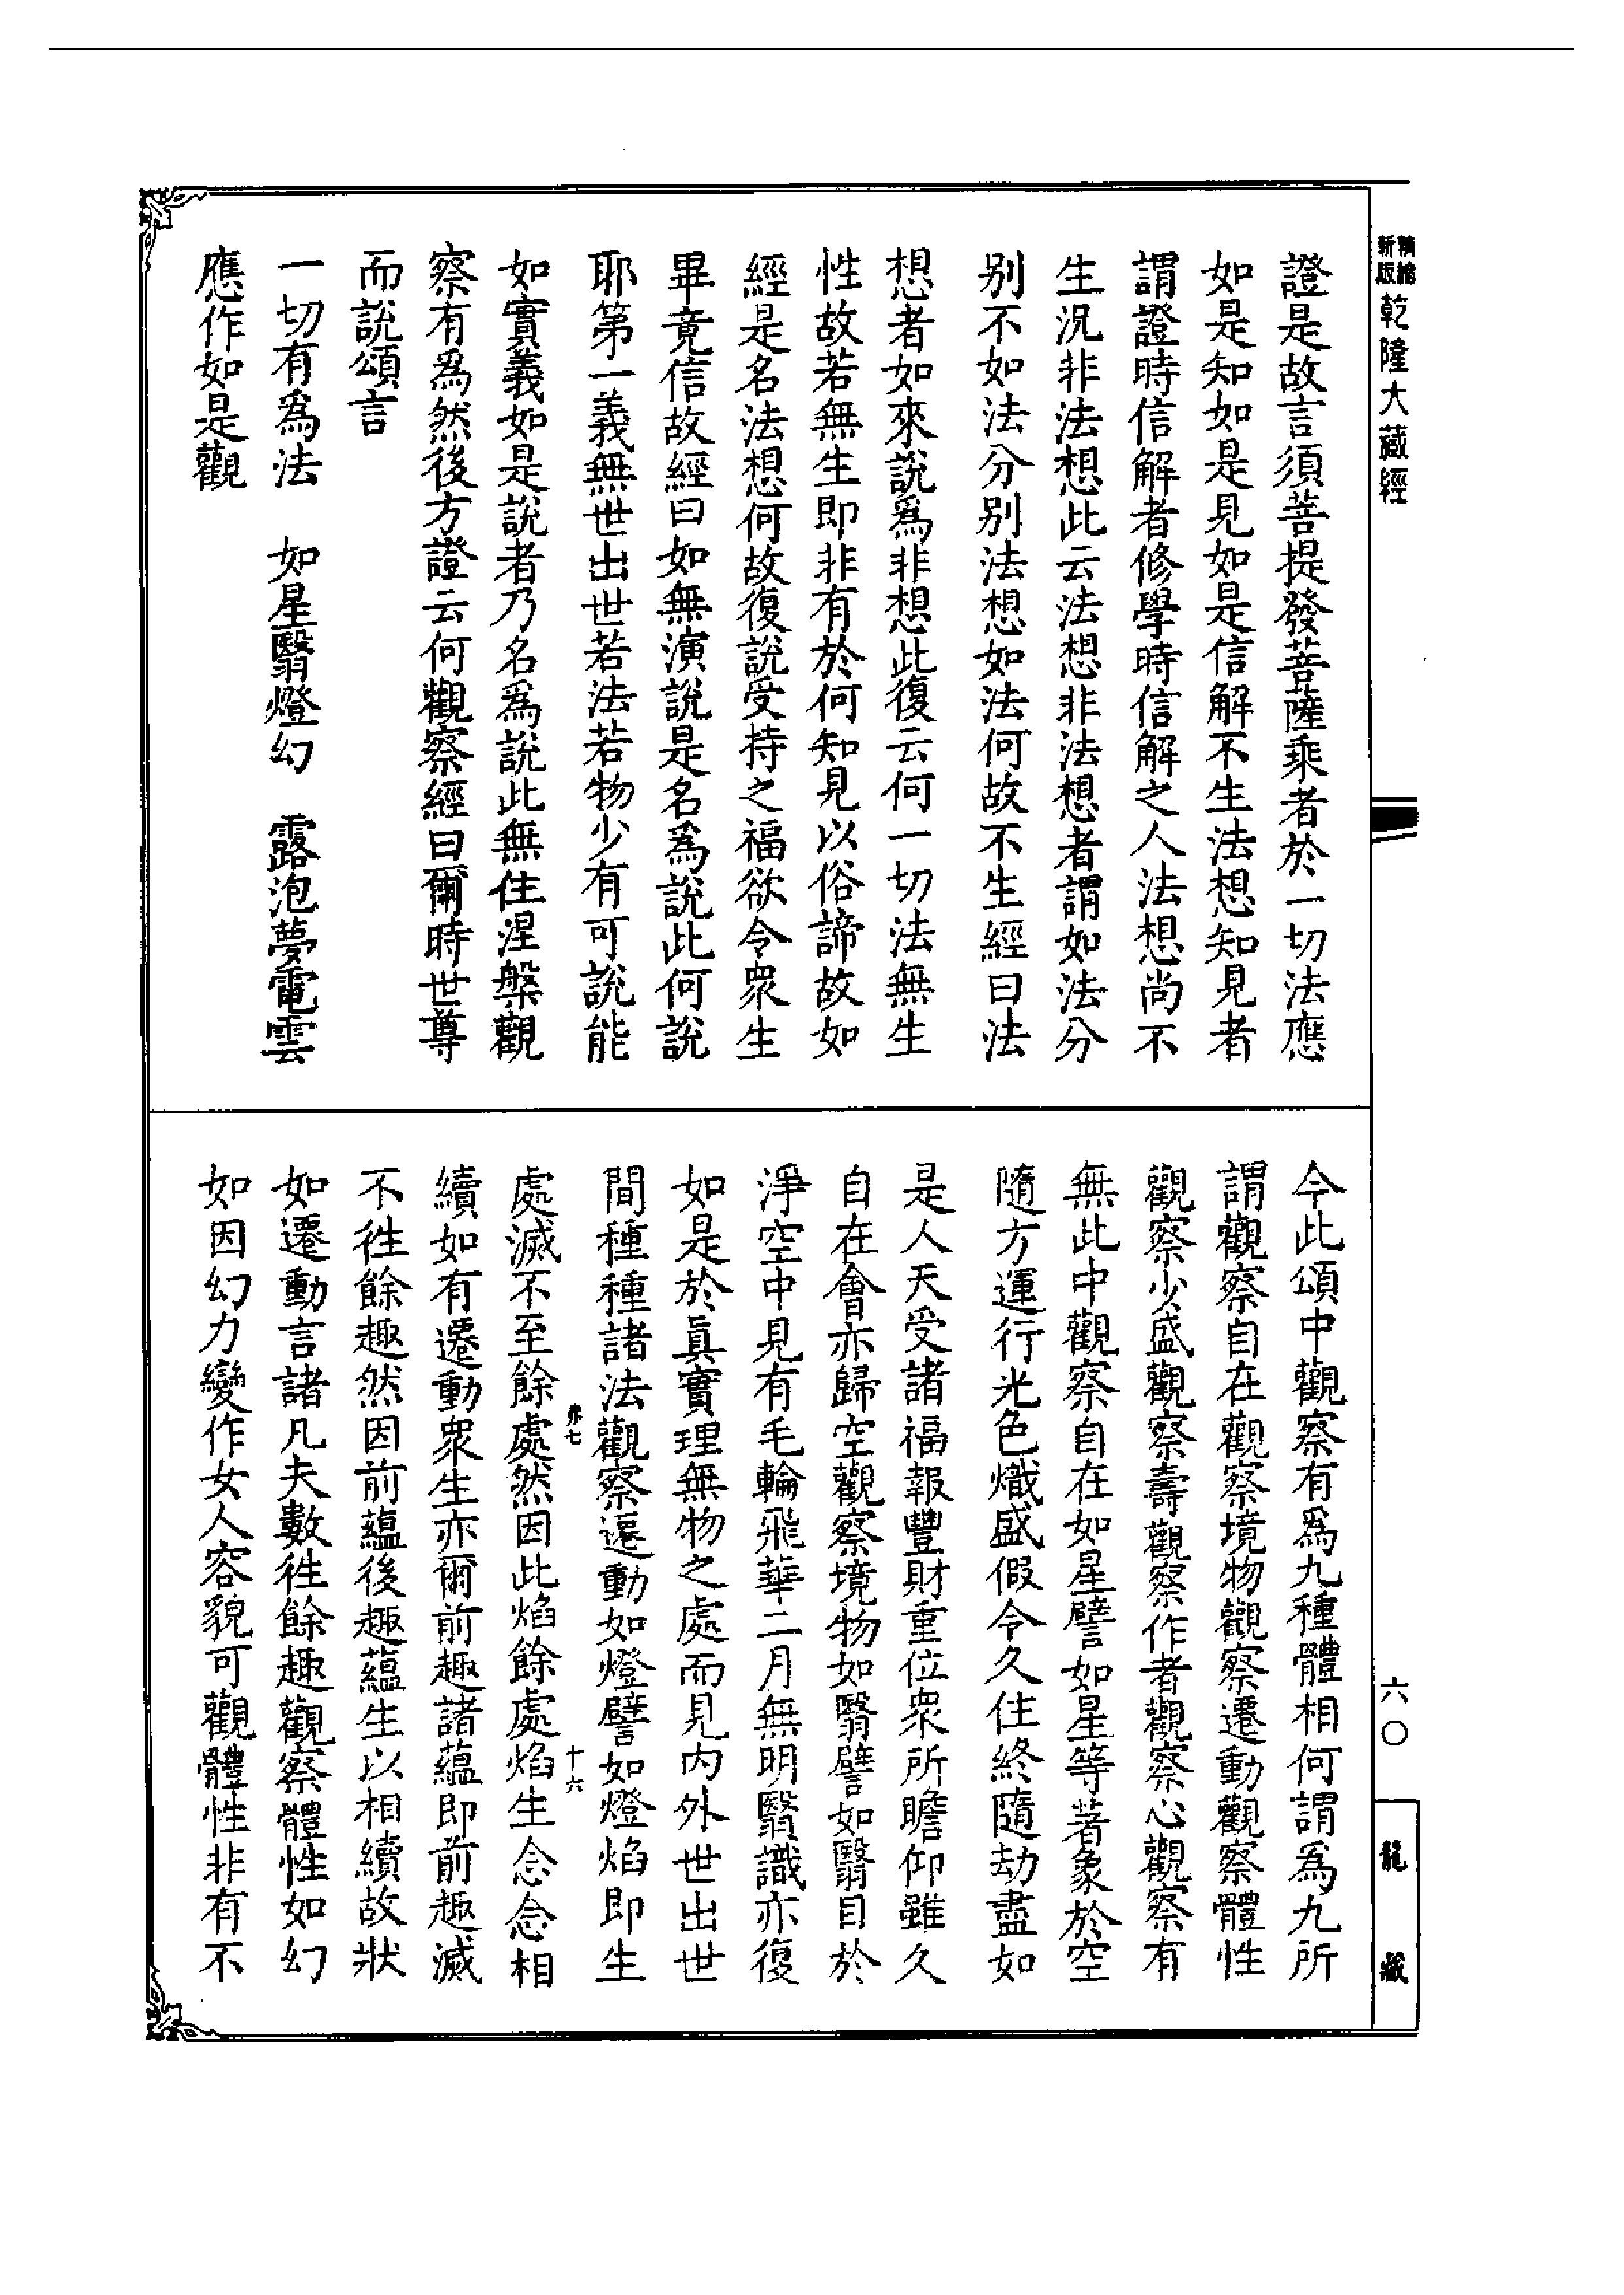 精繪
新版
乾隆大藏經
證是故言須菩提發菩薩乘者於一切法應
如是知如是見如是信解不生法想知見者
謂證時信解者修學時信解之人法想尚不
生況非法想此云法想非法想者謂如法分
别不如法分别法想如法何故不生經曰法
想者如來說爲非想此復云何一切法無生
性故若無生即非有於何知見以俗諦故如
經是名法想何故復說受持之福欲令衆生
畢竟信故經曰如無演說是名爲說此何說
耶第一義無世出世若法若物少有可說能
如實義如是說者乃名爲說此無住涅槃觀
察有爲然後方證云何觀察經曰爾時世尊
而說頌言
一切有爲法　如星翳燈幻　露泡夢電雲
應作如是觀
六〇
龍藏
今此頌中觀察有爲九種體相何謂爲九所
謂觀察自在觀察境物觀察遷動觀察體性
觀察少盛觀察壽觀察作者觀察心觀察有
無此中觀察自在如星譬如星等著象於空
隨方運行光色熾盛假令久住終隨劫盡如
是人天受諸福報豐財重位衆所瞻仰雖久
自在會亦歸空觀察境物如翳譬如翳目於
淨空中見有毛輪飛華二月無明翳識亦復
如是於眞實理無物之處而見内外世出世
間種種諸法觀察遷動如燈譬如燈焰即生
十六
處滅不至餘處然因此焰餘處焰生念念相
續如有遷動衆生亦爾前趣諸蘊即前趣滅
不徃餘趣然因前蘊後趣蘊生以相續故狀
如遷動言諸凡夫數徃餘趣觀察體性如幻
如因幻力變作女人容貌可觀體性非有不